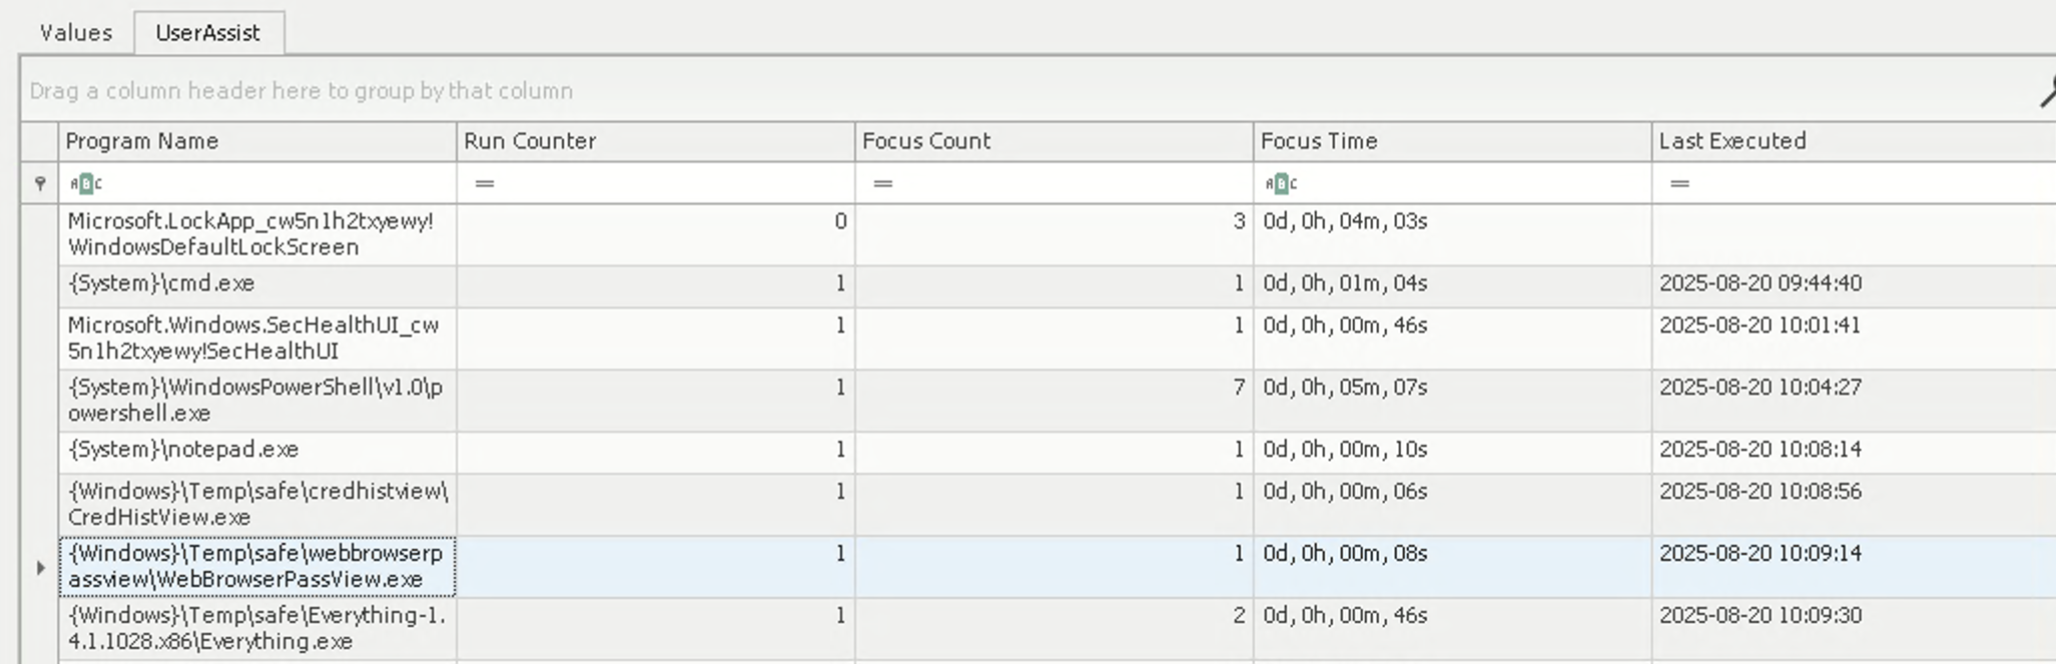 Values UserAssist
Drag a column header here to group by that column
Program Name Run Counter Focus Count Focus Time Last Executed
ABC = = ABC =
Microsoft.LockApp_cw5n1h2txyewy! 0 3 0d, 0h, 04m, 03s
WindowsDefaultLockScreen
{System}\cmd.exe 1 1 0d, 0h, 01m, 04s 2025-08-20 09:44:40
Microsoft.Windows.SecHealthUI_cw 1 1 0d, 0h, 00m, 46s 2025-08-20 10:01:41
5n1h2txyewy!SecHealthUI
{System}\WindowsPowerShell\v1.0\p 1 7 0d, 0h, 05m, 07s 2025-08-20 10:04:27
owershell.exe
{System}\notepad.exe 1 1 0d, 0h, 00m, 10s 2025-08-20 10:08:14
{Windows}\Temp\safe\credhistview\ 1 1 0d, 0h, 00m, 06s 2025-08-20 10:08:56
CredHistView.exe
{Windows}\Temp\safe\webbrowserp 1 1 0d, 0h, 00m, 08s 2025-08-20 10:09:14
assview\WebBrowserPassView.exe
{Windows}\Temp\safe\Everything-1. 1 2 0d, 0h, 00m, 46s 2025-08-20 10:09:30
4.1.1028.x86\Everything.exe